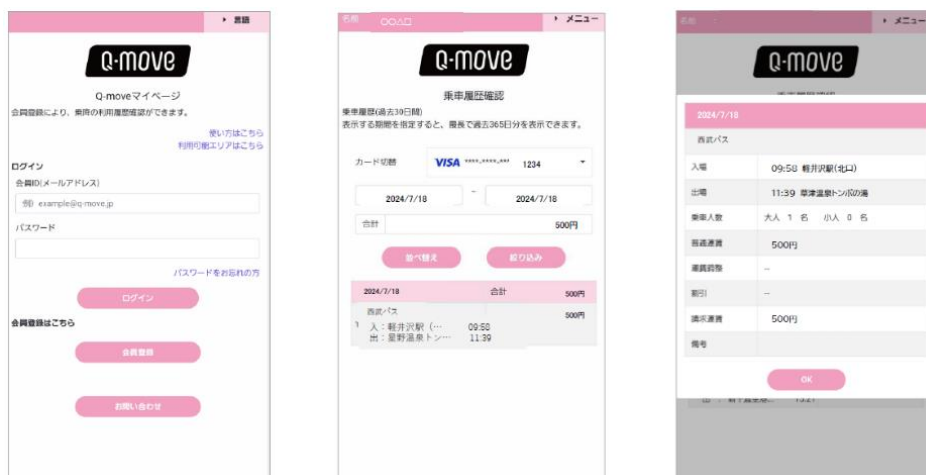 言語
Q-move
Q-moveマイページ
会員登録により、乗降の利用履歴確認ができます。
使い方はこちら
利用可能エリアはこちら
ログイン
会員ID(メールアドレス)
例) example@q-move.jp
パスワード
パスワードをお忘れの方
ログイン
会員登録はこちら
会員登録
お問い合わせ
名前 〇〇△□ メニュー
Q-move
乗車履歴確認
乗車履歴(過去30日間)
表示する期間を指定すると、最長で過去365日分を表示できます。
カード切替 VISA ****-****-***- 1234
2024/7/18 ~ 2024/7/18
合計 500円
並べ替え 絞り込み
2024/7/18 合計 500円
西武バス 500円
1 入:軽井沢駅(… 09:58
出:星野温泉トン… 11:39
名前 メニュー
Q-move
乗車履歴確認
2024/7/18
西武バス
入場 09:58 軽井沢駅(北口)
出場 11:39 草津温泉トンボの湯
乗車人数 大人 1 名 小人 0 名
普通運賃 500円
運賃調整 --
割引 --
請求運賃 500円
備考
OK